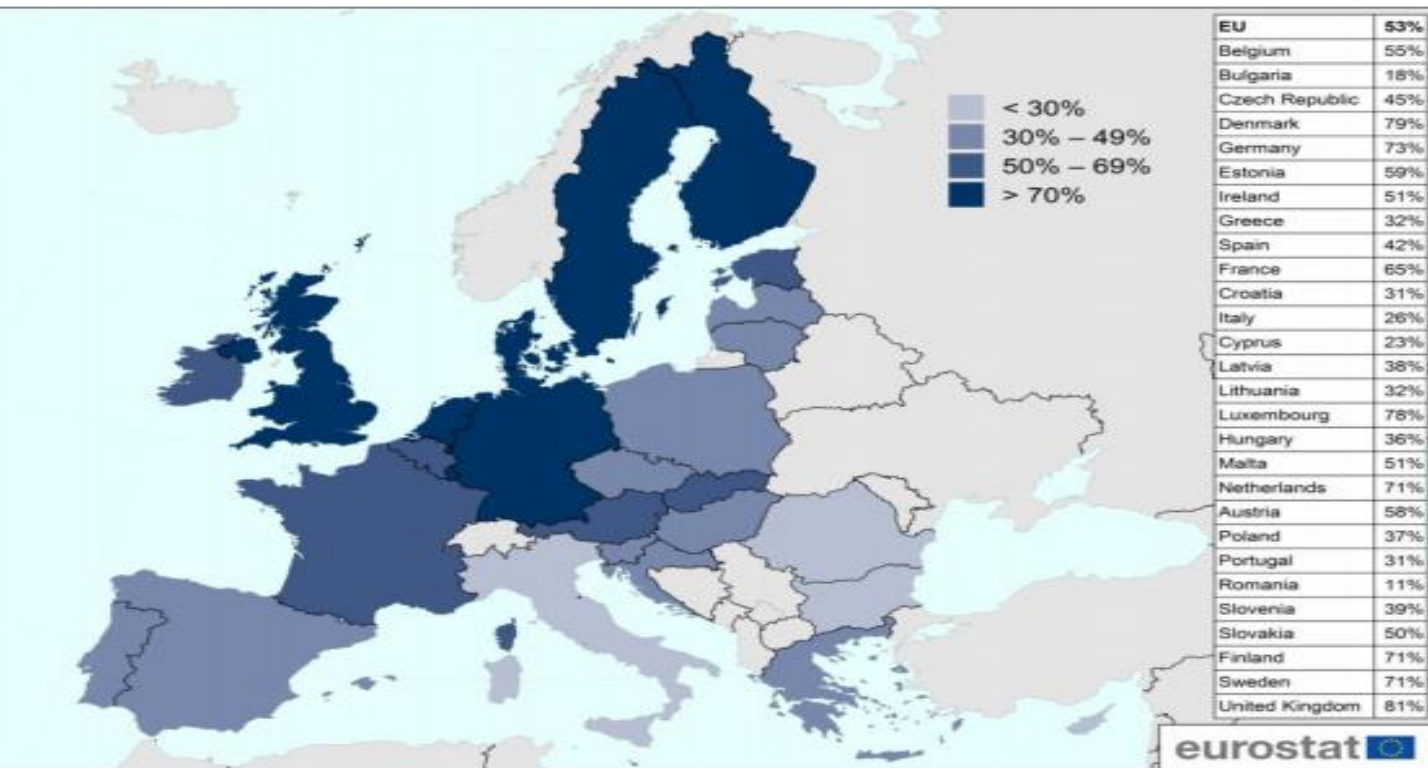 < 30%
30% – 49%
50% – 69%
> 70%
EU 53%
Belgium 55%
Bulgaria 18%
Czech Republic 45%
Denmark 79%
Germany 73%
Estonia 59%
Ireland 51%
Greece 32%
Spain 42%
France 65%
Croatia 31%
Italy 26%
Cyprus 23%
Latvia 38%
Lithuania 32%
Luxembourg 78%
Hungary 36%
Malta 51%
Netherlands 71%
Austria 58%
Poland 37%
Portugal 31%
Romania 11%
Slovenia 39%
Slovakia 50%
Finland 71%
Sweden 71%
United Kingdom 81%
eurostat